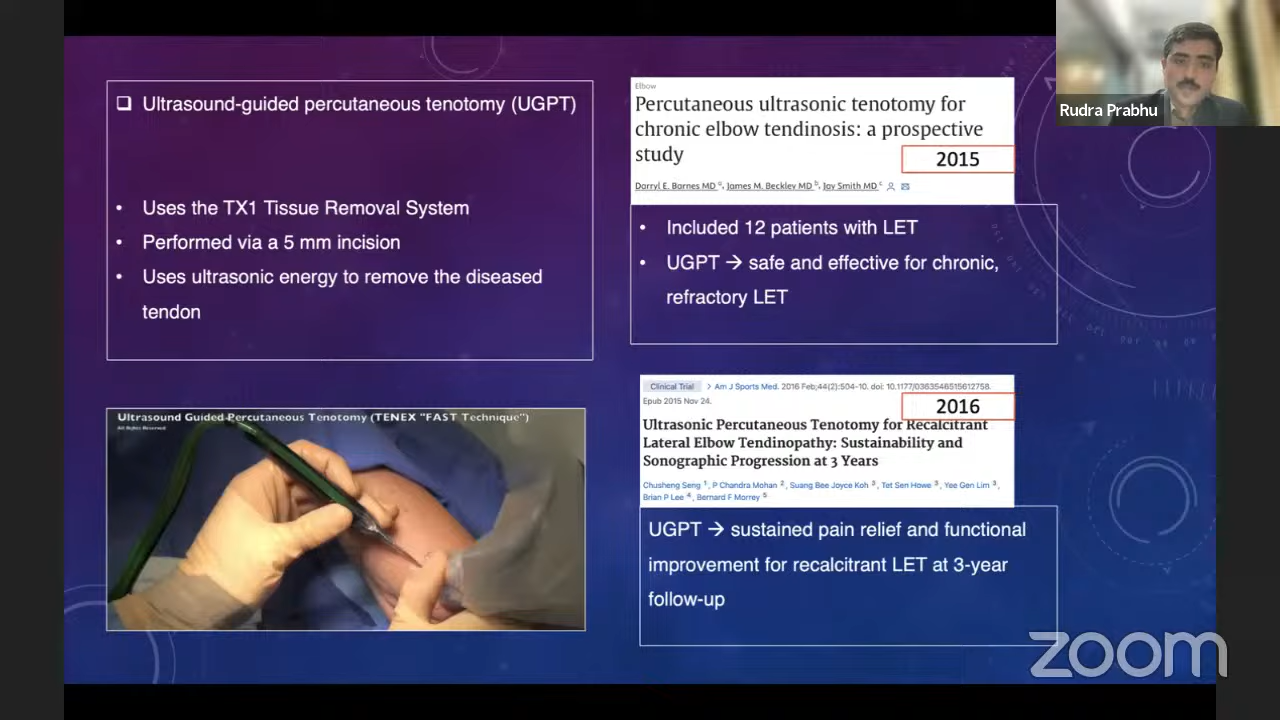 Ultrasound-guided percutaneous tenotomy (UGPT)
• Uses the TX1 Tissue Removal System
• Performed via a 5 mm incision
• Uses ultrasonic energy to remove the diseased
tendon
Ultrasound Guided Percutaneous Tenotomy (TENEX "FAST Technique")
All Rights Reserved
Elbow
Percutaneous ultrasonic tenotomy for
chronic elbow tendinosis: a prospective
study
2015
Darryl E. Barnes MD a, James M. Beckley MD b, Jay Smith MD c
• Included 12 patients with LET
• UGPT → safe and effective for chronic,
refractory LET
Clinical Trial > Am J Sports Med. 2016 Feb;44(2):504-10. doi: 10.1177/0363546515612758.
Epub 2015 Nov 24.
2016
Ultrasonic Percutaneous Tenotomy for Recalcitrant
Lateral Elbow Tendinopathy: Sustainability and
Sonographic Progression at 3 Years
Chusheng Seng 1, P Chandra Mohan 2, Suang Bee Joyce Koh 3, Tet Sen Howe 3, Yee Gen Lim 3,
Brian P Lee 4, Bernard F Morrey 5
UGPT → sustained pain relief and functional
improvement for recalcitrant LET at 3-year
follow-up
Rudra Prabhu
zoom